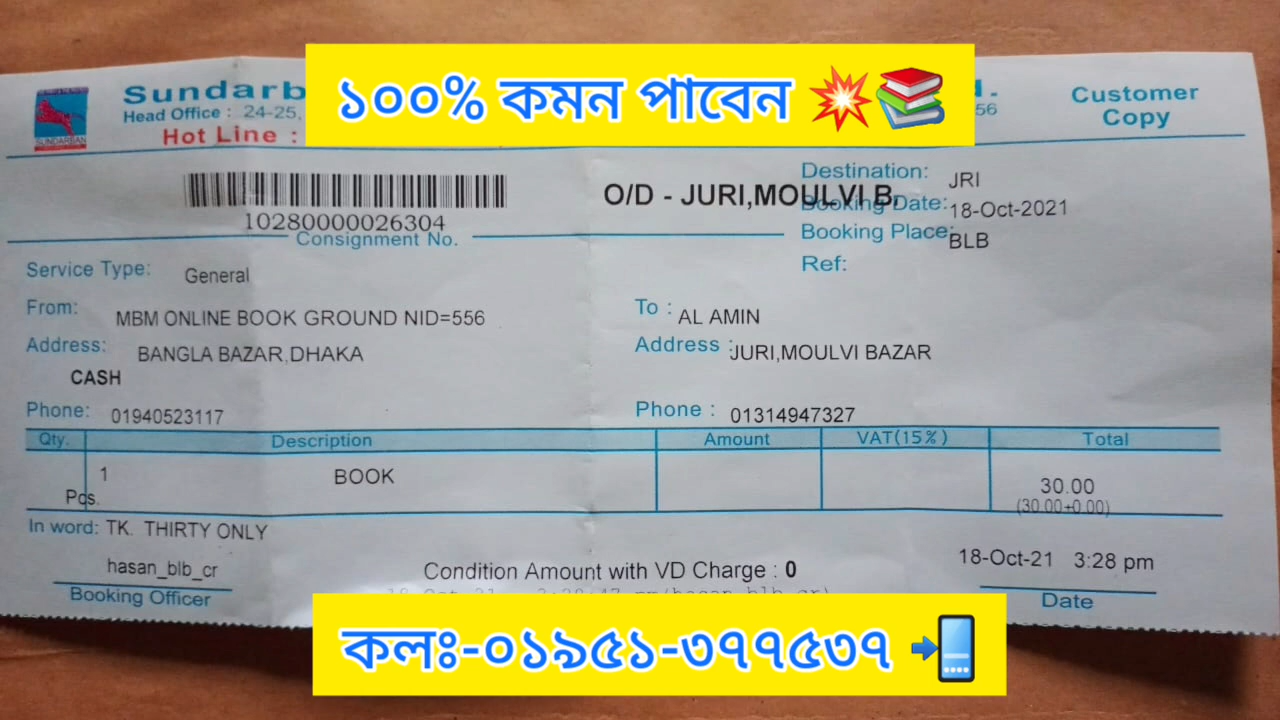 ১০০% কমন পাবেন
Sundarb
Head Office : 24-25,
Hot Line :
56
Customer
Copy
SUNDARBAN
10280000026304
Consignment No.
O/D - JURI,MOULVI B,
Destination: JRI
Booking Date: 18-Oct-2021
Booking Place: BLB
Ref:
Service Type: General
From: MBM ONLINE BOOK GROUND NID=556
To : AL AMIN
Address: BANGLA BAZAR,DHAKA
Address : JURI,MOULVI BAZAR
CASH
Phone: 01940523117
Phone : 01314947327
Qty. Description Amount VAT(15%) Total
1 BOOK 30.00
Pcs. (30.00+0.00)
In word: TK. THIRTY ONLY
hasan_blb_cr
Booking Officer
Condition Amount with VD Charge : 0
18-Oct-21 3:28 pm
Date
কলঃ-০১৯৫১-৩৭৭৫৩৭